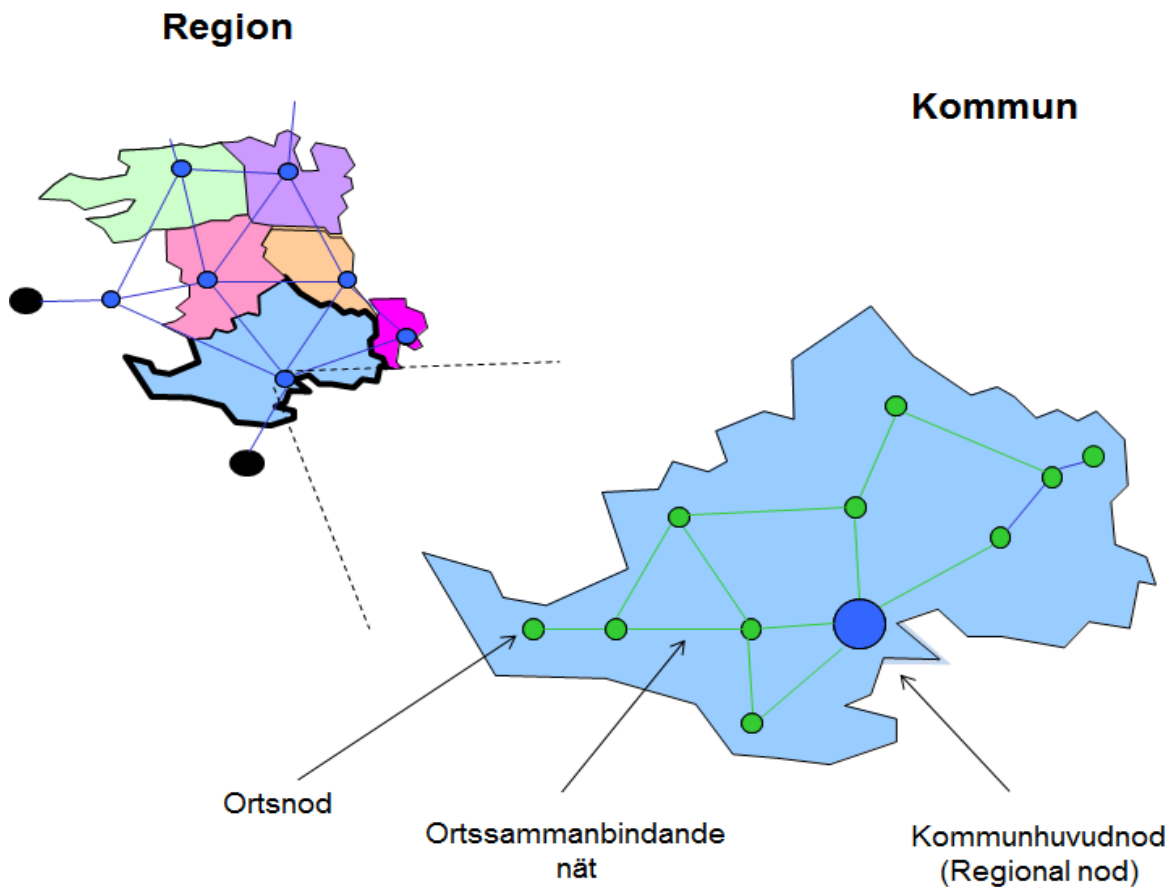 Region
Kommun
Ortsnod
Ortssammanbindande
nät
Kommunhuvudnod
(Regional nod)